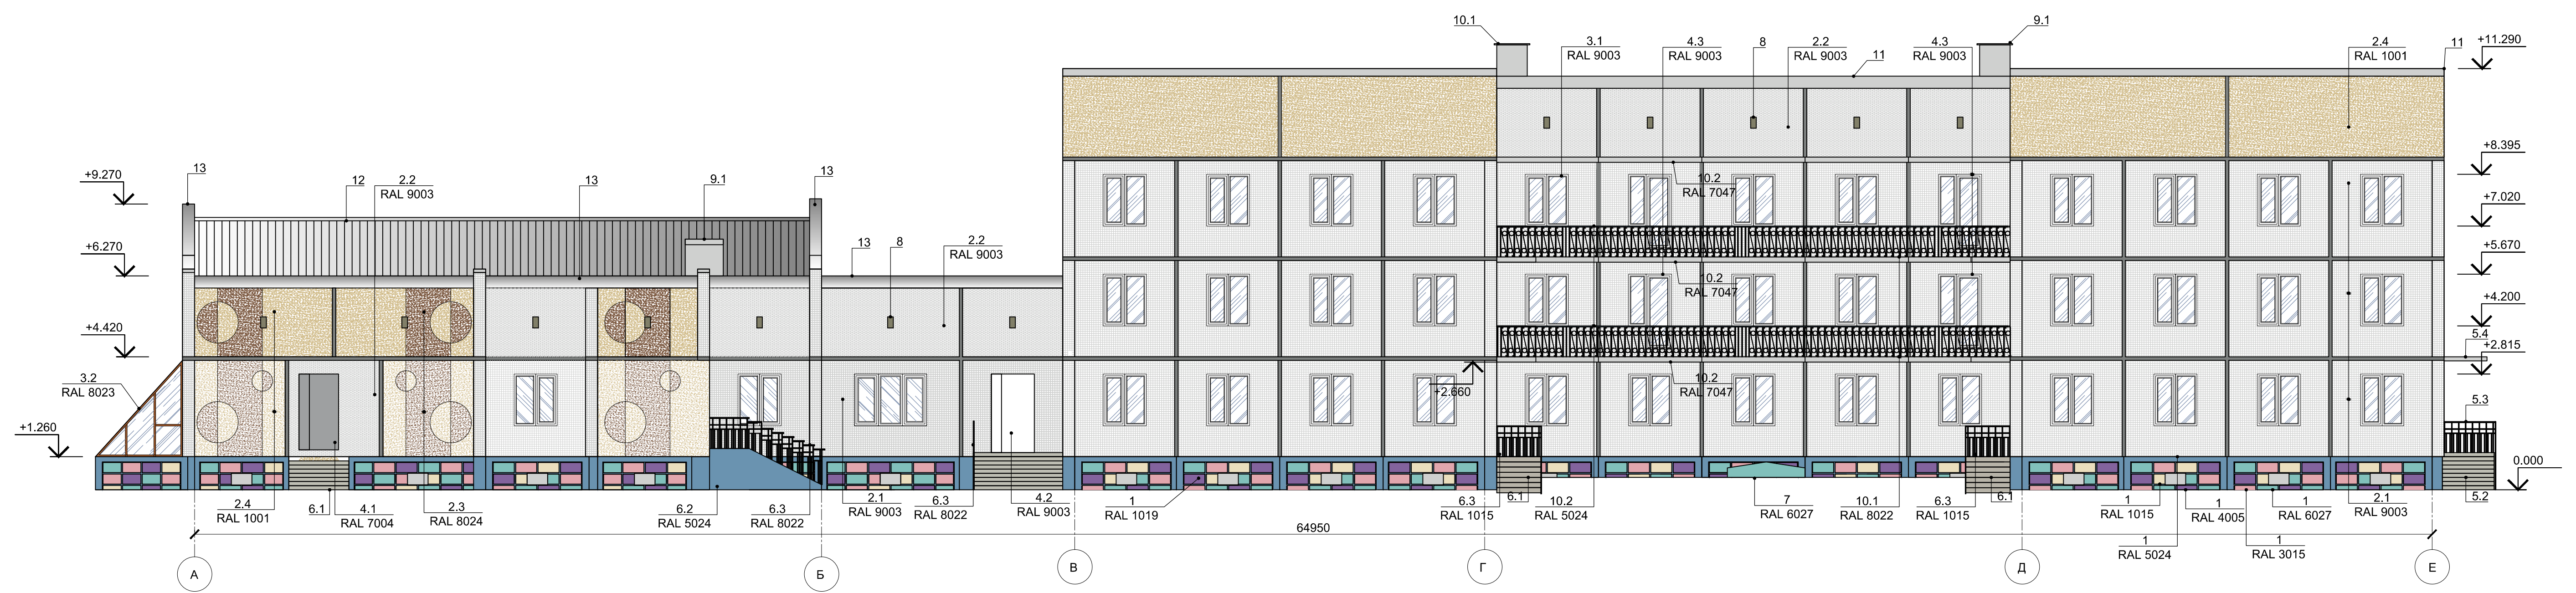 10.1
9.1
3.1
RAL 9003
4.3
RAL 9003
8
2.2
RAL 9003
11
4.3
RAL 9003
2.4
RAL 1001
11
+11.290
+8.395
+7.020
+5.670
+4.200
5.4
+2.815
5.3
0.000
+9.270
13
12
2.2
RAL 9003
13
9.1
13
+6.270
13
8
2.2
RAL 9003
+4.420
3.2
RAL 8023
+1.260
10.2
RAL 7047
10.2
RAL 7047
10.2
RAL 7047
+2.660
2.4
RAL 1001
6.1
4.1
RAL 7004
2.3
RAL 8024
6.2
RAL 5024
6.3
RAL 8022
2.1
RAL 9003
6.3
RAL 8022
4.2
RAL 9003
1
RAL 1019
6.3
RAL 1015
6.1
10.2
RAL 5024
7
RAL 6027
10.1
RAL 8022
6.3
RAL 1015
6.1
1
RAL 1015
1
RAL 4005
1
RAL 6027
2.1
RAL 9003
5.2
1
RAL 5024
1
RAL 3015
64950
А
Б
В
Г
Д
Е